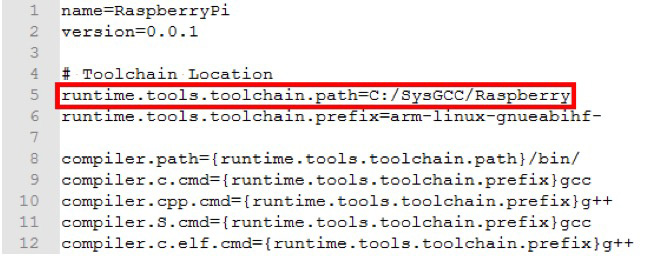 1 name=RaspberryPi
2 version=0.0.1
3
4 # Toolchain Location
5 runtime.tools.toolchain.path=C:/SysGCC/Raspberry
6 runtime.tools.toolchain.prefix=arm-linux-gnueabihf-
7
8 compiler.path={runtime.tools.toolchain.path}/bin/
9 compiler.c.cmd={runtime.tools.toolchain.prefix}gcc
10 compiler.cpp.cmd={runtime.tools.toolchain.prefix}g++
11 compiler.S.cmd={runtime.tools.toolchain.prefix}gcc
12 compiler.c.elf.cmd={runtime.tools.toolchain.prefix}g++